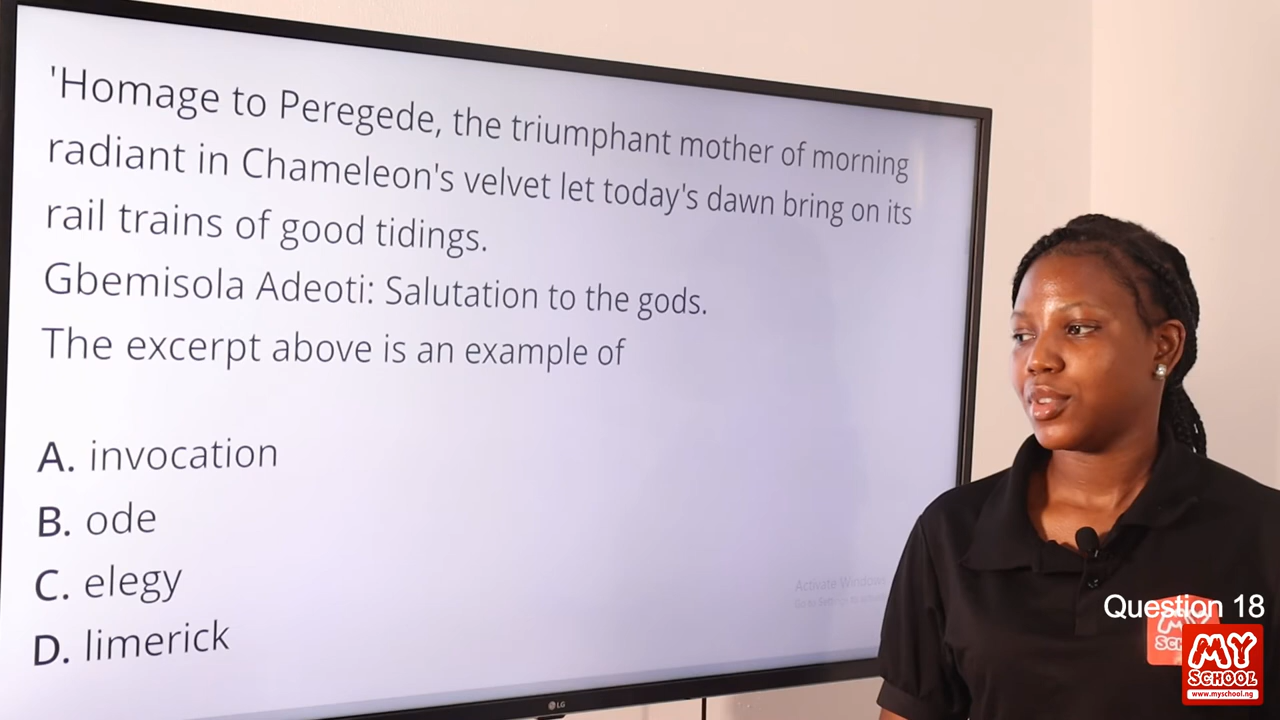 'Homage to Peregede, the triumphant mother of morning
radiant in Chameleon's velvet let today's dawn bring on its
rail trains of good tidings.
Gbemisola Adeoti: Salutation to the gods.
The excerpt above is an example of
A. invocation
B. ode
C. elegy
D. limerick
Activate Windows
LG
Question 18
MY
SCHOOL
www.myschool.ng